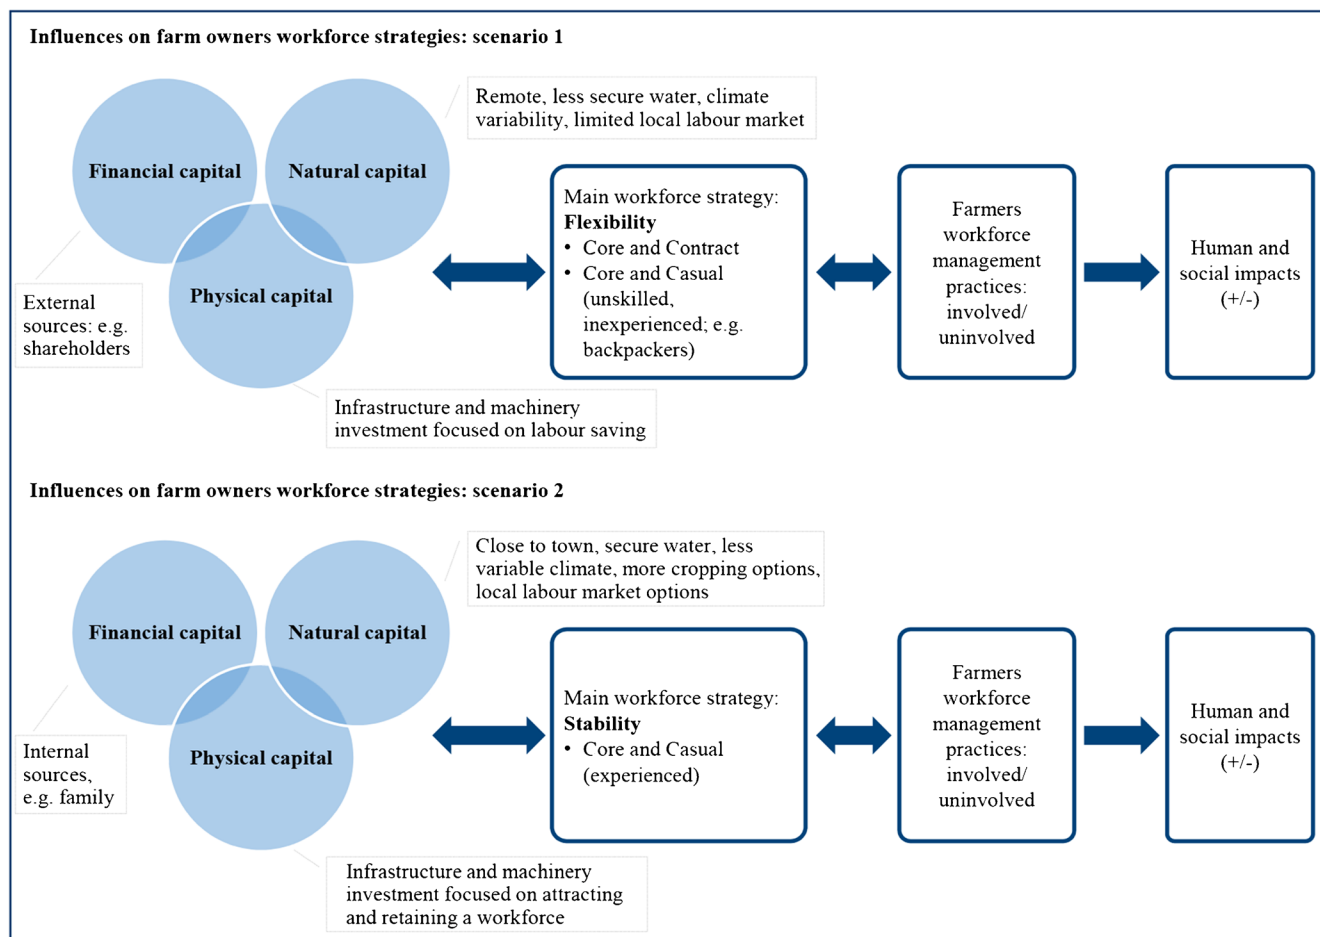 Influences on farm owners workforce strategies: scenario 1
Remote, less secure water, climate
variability, limited local labour market
Financial capital
Natural capital
Physical capital
External
sources: e.g.
shareholders
Infrastructure and machinery
investment focused on labour saving
Main workforce strategy:
Flexibility
• Core and Contract
• Core and Casual
(unskilled,
inexperienced; e.g.
backpackers)
Farmers
workforce
management
practices:
involved/
uninvolved
Human and
social impacts
(+/-)
Influences on farm owners workforce strategies: scenario 2
Close to town, secure water, less
variable climate, more cropping options,
local labour market options
Financial capital
Natural capital
Physical capital
Internal
sources,
e.g. family
Infrastructure and machinery
investment focused on attracting
and retaining a workforce
Main workforce strategy:
Stability
• Core and Casual
(experienced)
Farmers
workforce
management
practices:
involved/
uninvolved
Human and
social impacts
(+/-)